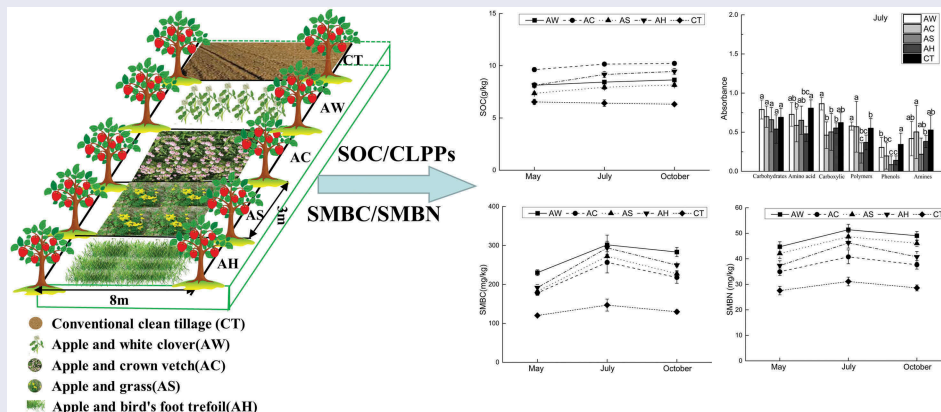 CT
AW
AC
AS
AH
3m
8m
Conventional clean tillage (CT)
Apple and white clover(AW)
Apple and crown vetch(AC)
Apple and grass(AS)
Apple and bird's foot trefoil(AH)
SOC/CLPPs
SMBC/SMBN
AW AC AS AH CT
SOC(g/kg)
15
10
5
0
May July October
July
AW
AC
AS
AH
CT
Absorbance
2.0
1.5
1.0
0.5
0.0
Carbohydrates Amino acid Carboxylic Polymers Phenols Amines
AW AC AS AH CT
SMBC(mg/kg)
400
300
200
100
0
May July October
AW AC AS AH CT
SMBN(mg/kg)
60
50
40
30
20
10
0
May July October